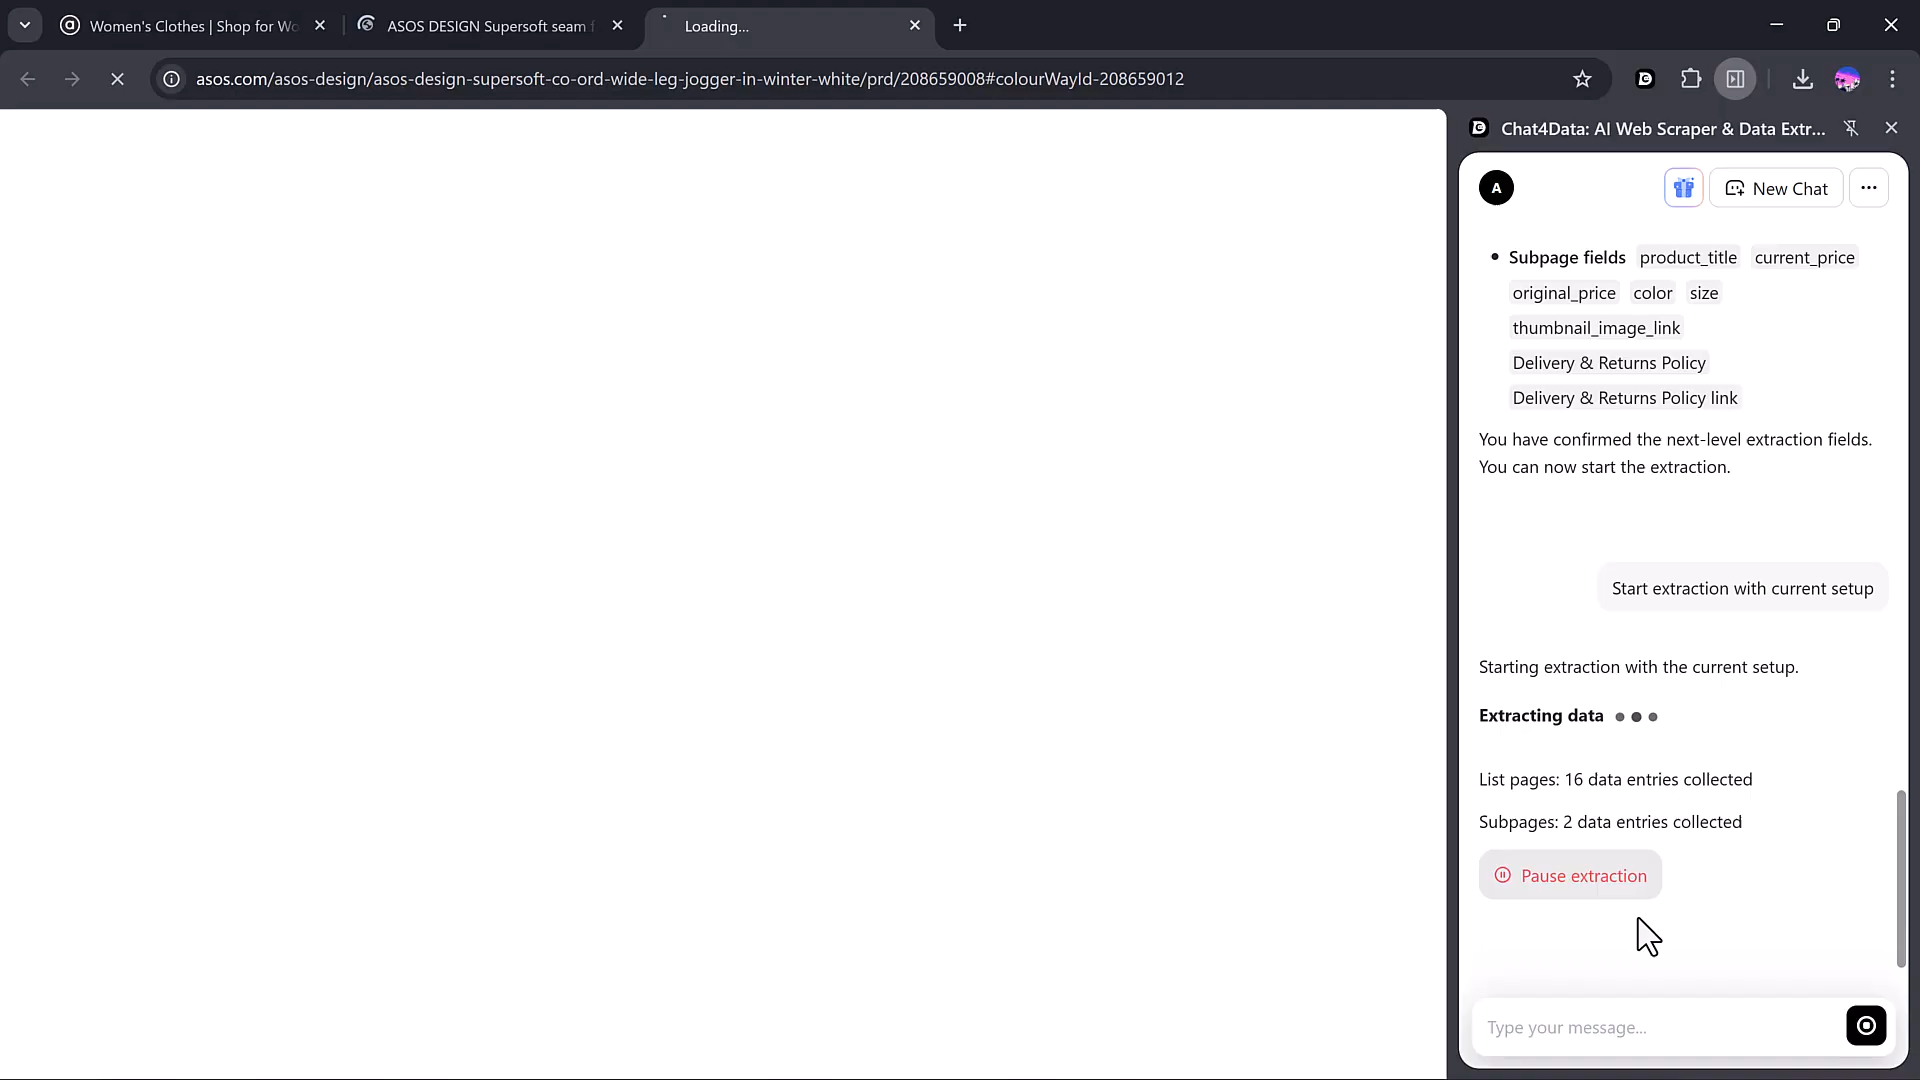 Women's Clothes | Shop for Wo
ASOS DESIGN Supersoft seam f
Loading...
asos.com/asos-design/asos-design-supersoft-co-ord-wide-leg-jogger-in-winter-white/prd/208659008#colourWayId-208659012
Chat4Data: AI Web Scraper & Data Extr...
A
New Chat
Subpage fields product_title current_price
original_price color size
thumbnail_image_link
Delivery & Returns Policy
Delivery & Returns Policy link
You have confirmed the next-level extraction fields.
You can now start the extraction.
Start extraction with current setup
Starting extraction with the current setup.
Extracting data
List pages: 16 data entries collected
Subpages: 2 data entries collected
Pause extraction
Type your message...